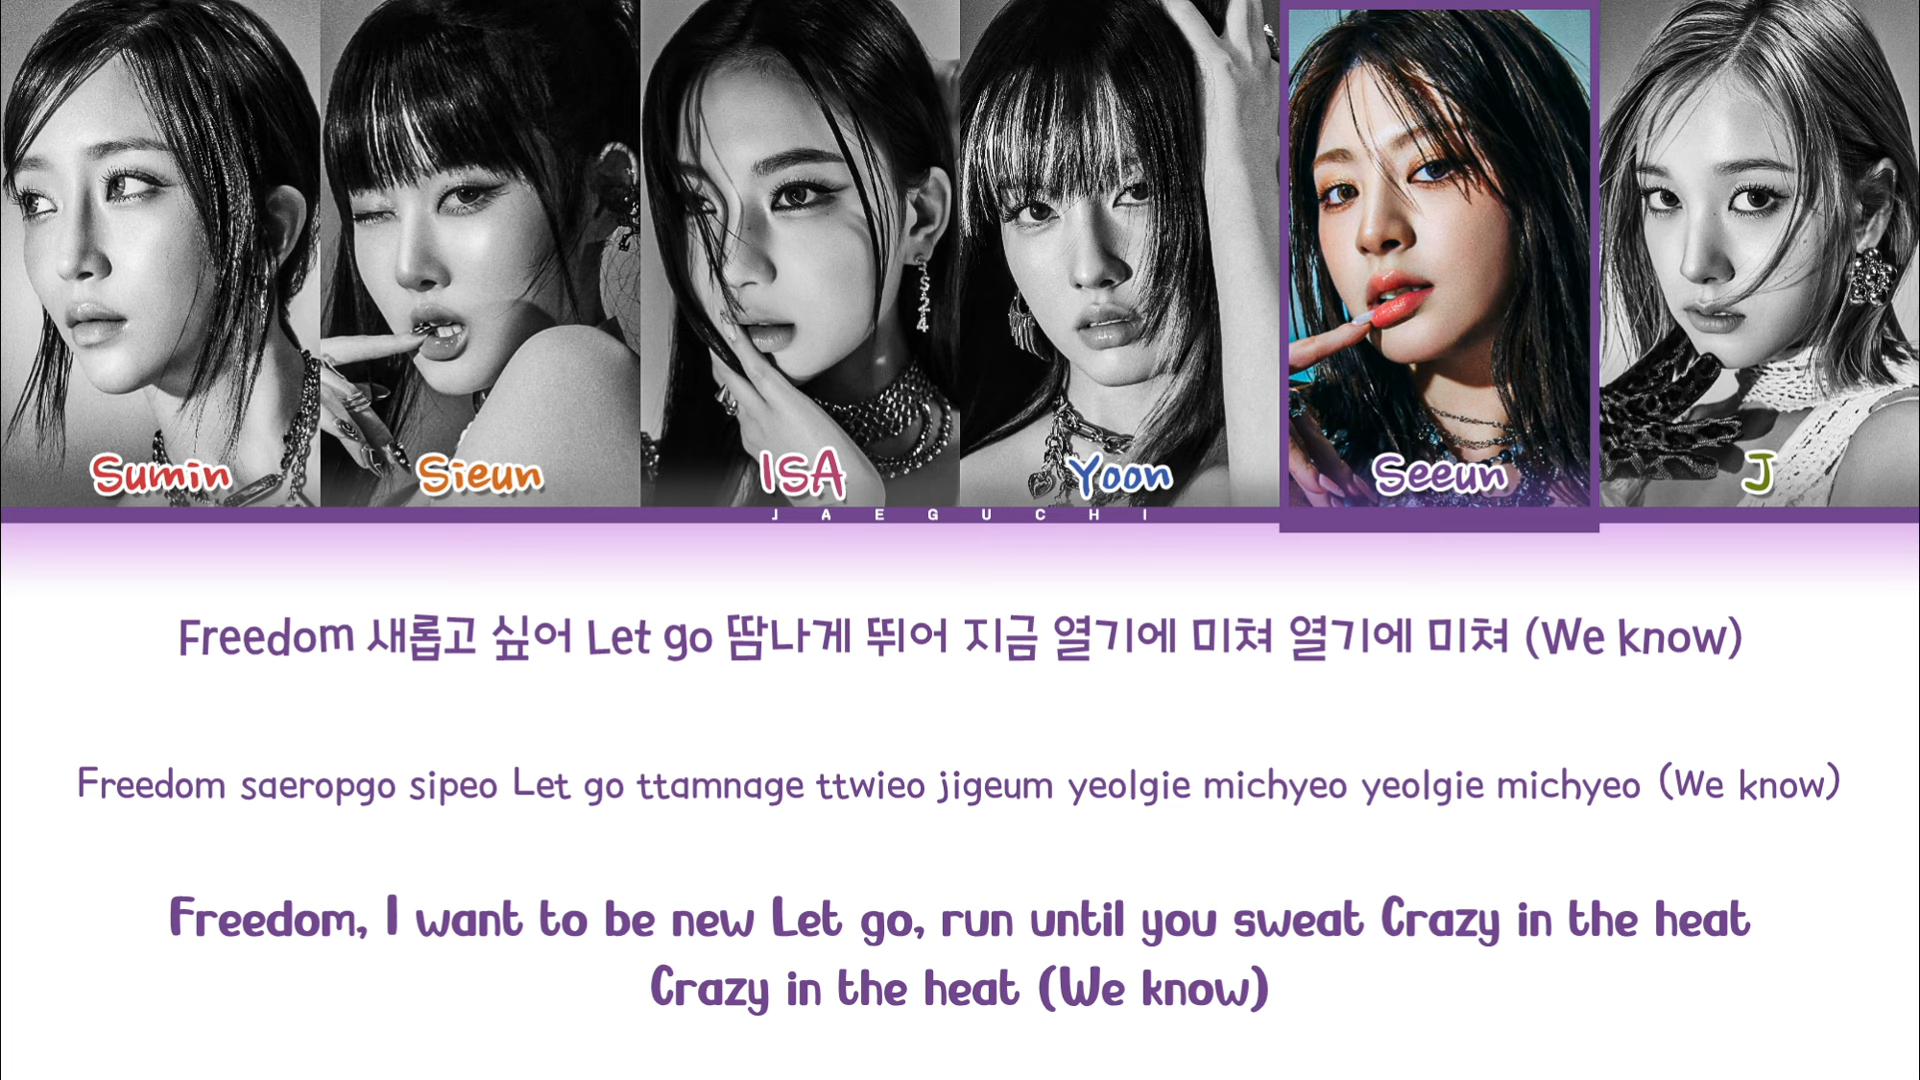 Sumin
Sieun
ISA
Yoon
Seeun
J
JAEGUCHI
Freedom 새롭고 싶어 Let go 땀나게 뛰어 지금 열기에 미쳐 열기에 미쳐 (We know)
Freedom saeropgo sipeo Let go ttamnage ttwieo jigeum yeolgie michyeo yeolgie michyeo (We know)
Freedom, I want to be new Let go, run until you sweat Crazy in the heat
Crazy in the heat (We know)